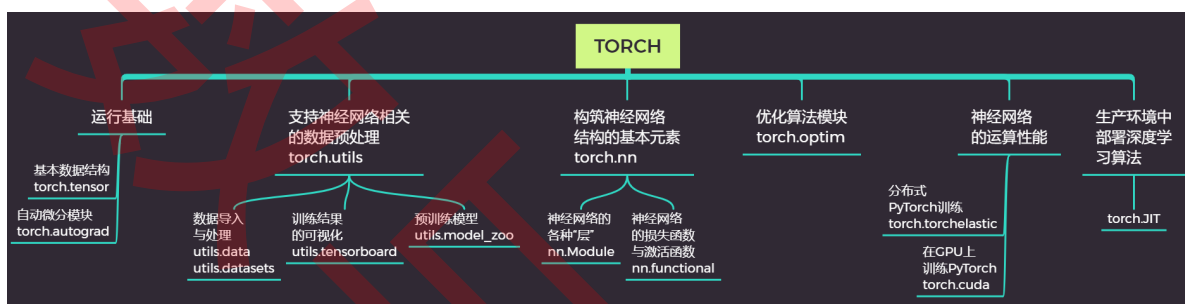 TORCH
运行基础
基本数据结构
torch.tensor
自动微分模块
torch.autograd
支持神经网络相关
的数据预处理
torch.utils
数据导入
与处理
utils.data
utils.datasets
训练结果
的可视化
utils.tensorboard
预训练模型
utils.model_zoo
构筑神经网络
结构的基本元素
torch.nn
神经网络的
各种"层"
nn.Module
神经网络
的损失函数
与激活函数
nn.functional
优化算法模块
torch.optim
神经网络
的运算性能
分布式
PyTorch训练
torch.torchelastic
在GPU上
训练PyTorch
torch.cuda
生产环境中
部署深度学
习算法
torch.JIT